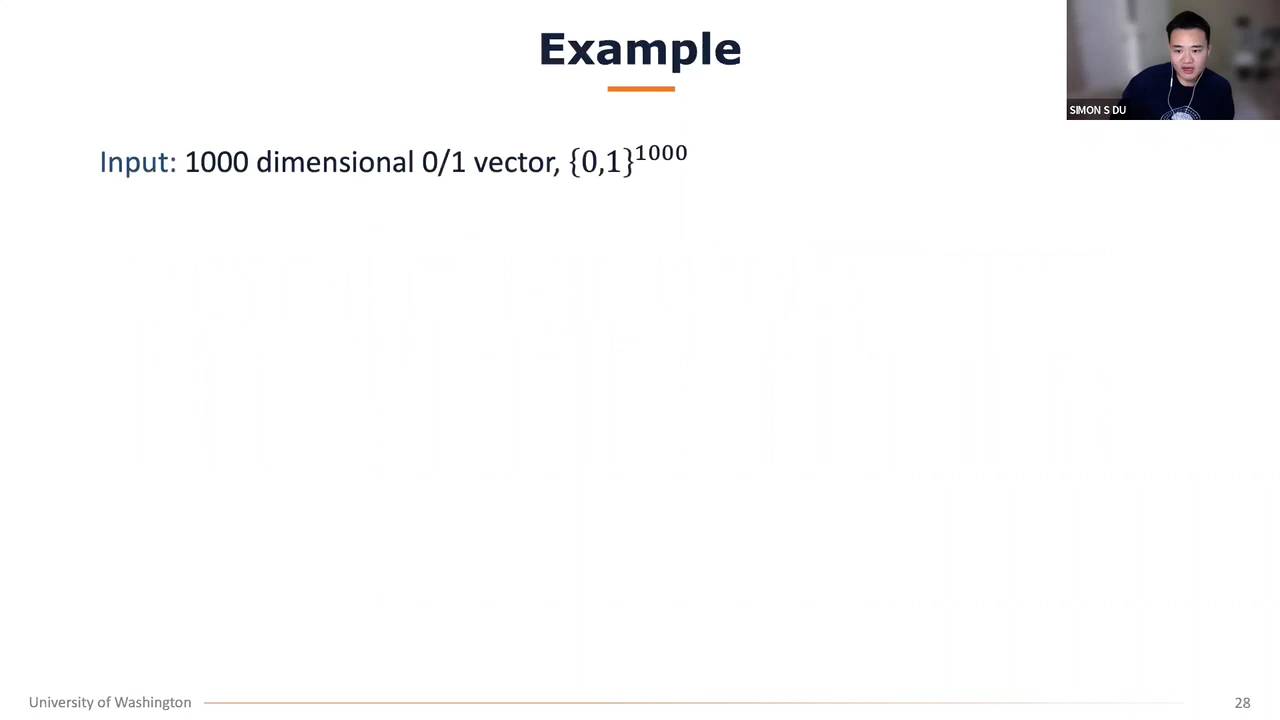 Example
SIMON S DU
Input: 1000 dimensional 0/1 vector, {0,1}^1000
University of Washington
28